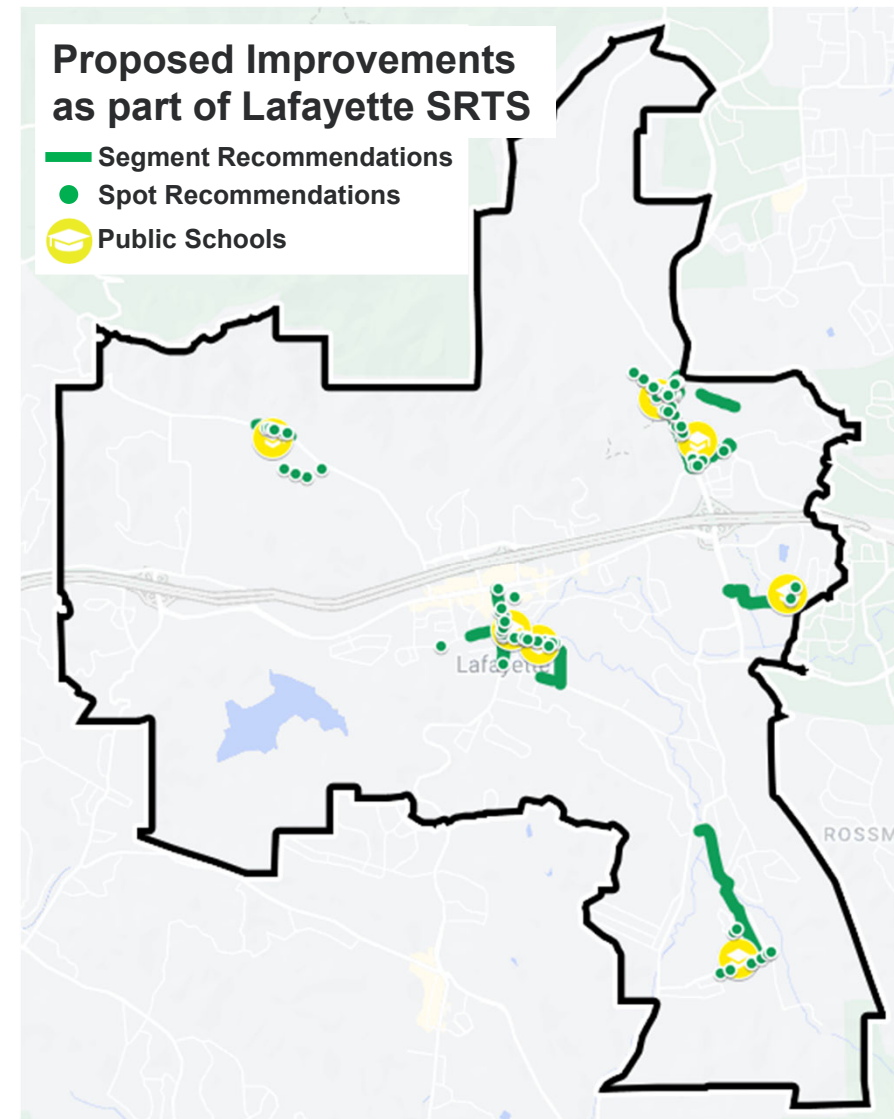 Proposed Improvements
as part of Lafayette SRTS
Segment Recommendations
Spot Recommendations
Public Schools
Lafayette
ROSSM